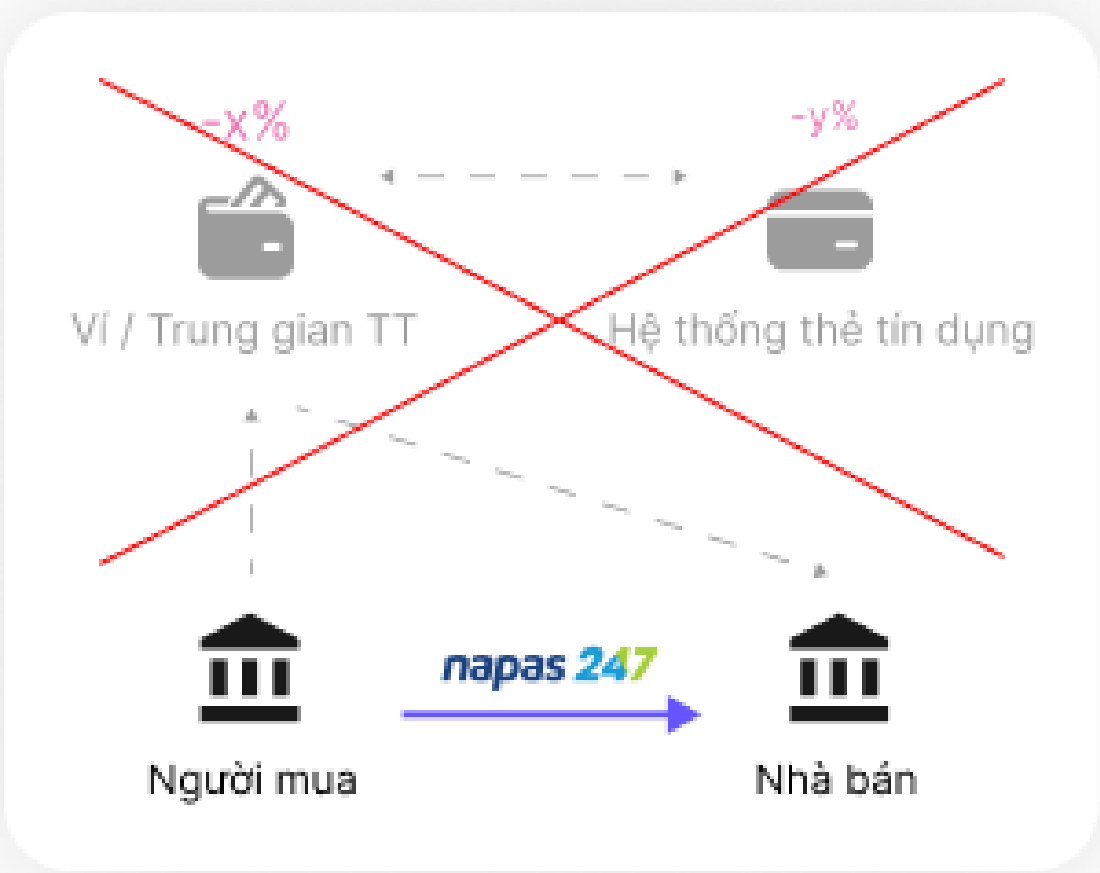 -x%
-y%
Ví / Trung gian TT
Hệ thống thẻ tín dụng
napas 247
Người mua
Nhà bán